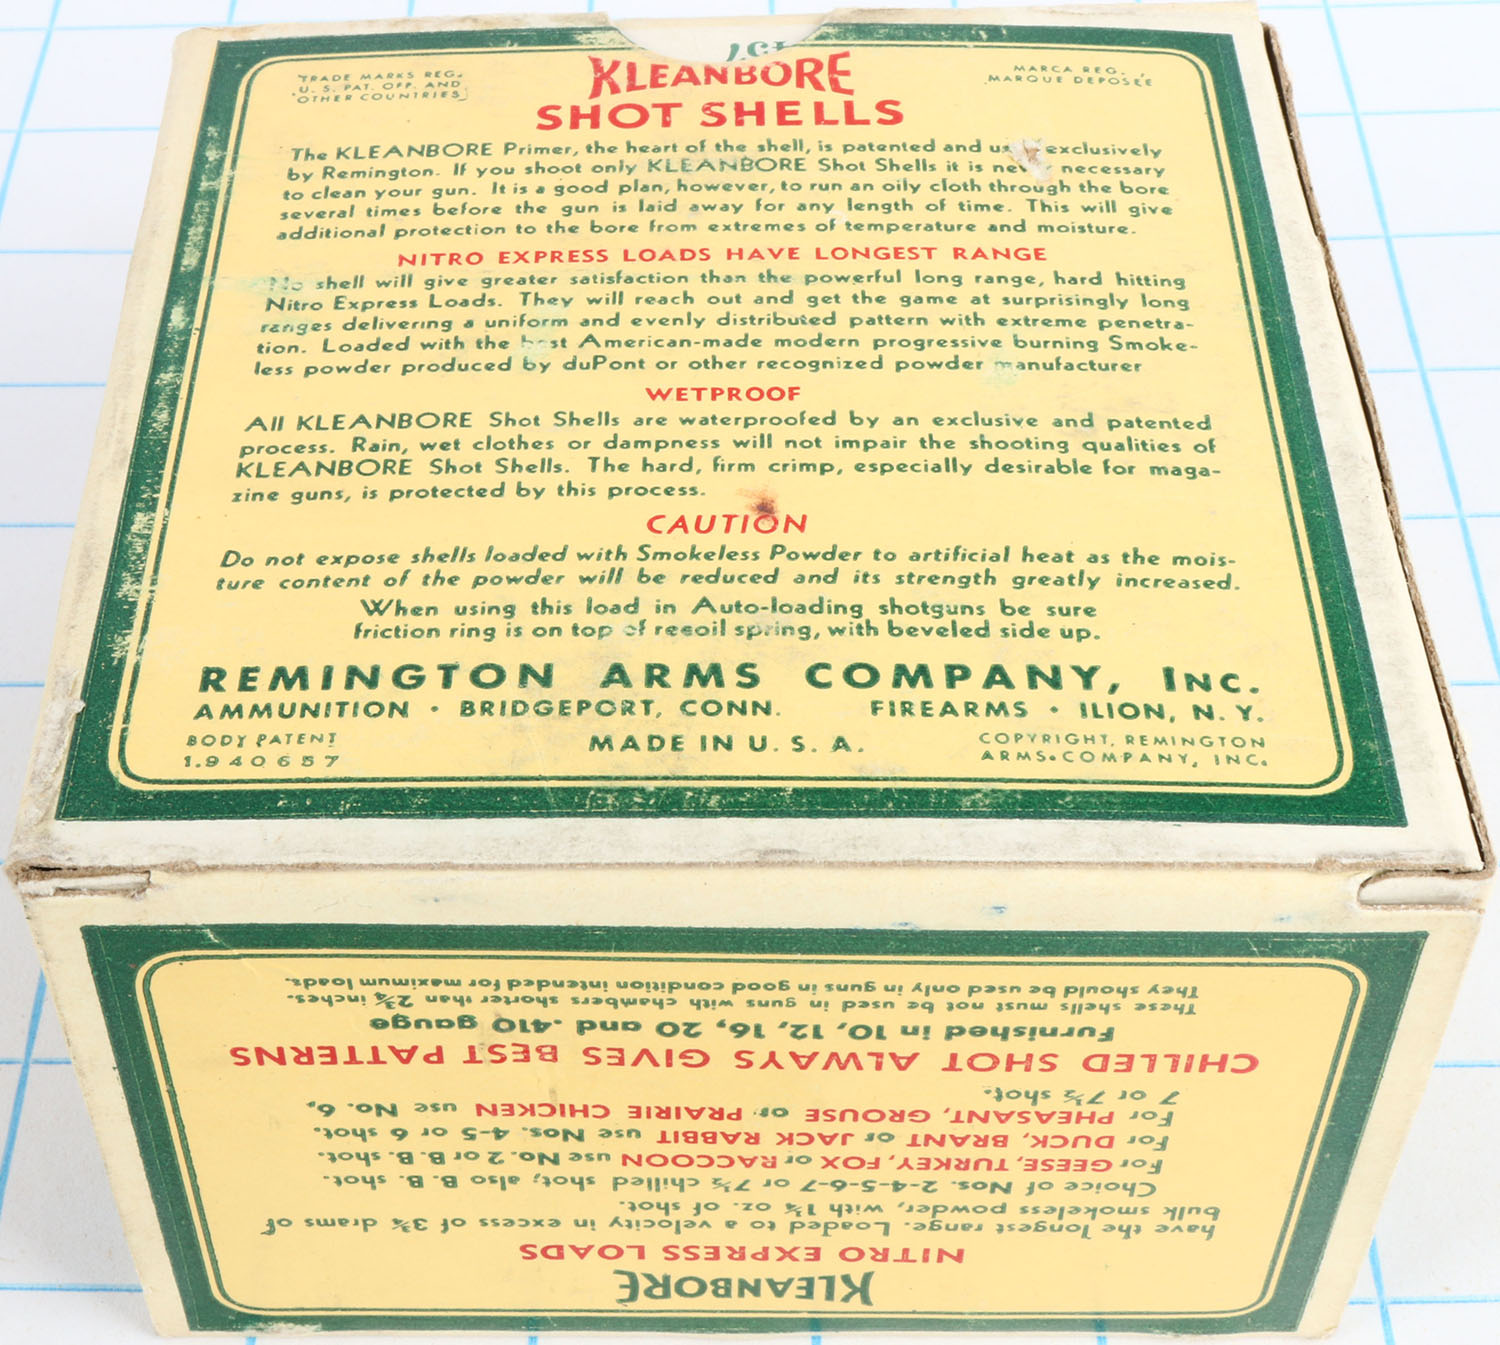 157
TRADE MARKS REG.
U. S. PAT. OFF. AND
OTHER COUNTRIES
KLEANBORE
SHOT SHELLS
MARCA REG.
MARQUE DEPOSÉE
The KLEANBORE Primer, the heart of the shell, is patented and exclusively
by Remington. If you shoot only KLEANBORE Shot Shells it is necessary
to clean your gun. It is a good plan, however, to run an oily cloth through the bore
several times before the gun is laid away for any length of time. This will give
additional protection to the bore from extremes of temperature and moisture.
NITRO EXPRESS LOADS HAVE LONGEST RANGE
No shell will give greater satisfaction than the powerful long range, hard hitting
Nitro Express Loads. They will reach out and get the game at surprisingly long
ranges delivering a uniform and evenly distributed pattern with extreme penetra-
tion. Loaded with the best American-made modern progressive burning Smoke-
less powder produced by duPont or other recognized powder manufacturer
WETPROOF
All KLEANBORE Shot Shells are waterproofed by an exclusive and patented
process. Rain, wet clothes or dampness will not impair the shooting qualities of
KLEANBORE Shot Shells. The hard, firm crimp, especially desirable for maga-
zine guns, is protected by this process.
CAUTION
Do not expose shells loaded with Smokeless Powder to artificial heat as the mois-
ture content of the powder will be reduced and its strength greatly increased.
When using this load in Auto-loading shotguns be sure
friction ring is on top of recoil spring, with beveled side up.
REMINGTON ARMS COMPANY, INC.
AMMUNITION • BRIDGEPORT, CONN. FIREARMS • ILION, N. Y.
BODY PATENT
1.940657
MADE IN U. S. A.
COPYRIGHT, REMINGTON
ARMS COMPANY, INC.
KLEANBORE
NITRO EXPRESS LOADS
have the longest range. Loaded to a velocity in excess of 3¾ drams of
bulk smokeless powder, with 1¼ oz. of shot.
Choice of Nos. 2-4-5-6-7 or 7½ chilled shot; also B. B. shot.
For GEESE, TURKEY, FOX or RACCOON use No. 2 or B. B. shot.
For DUCK, BRANT or JACK RABBIT use Nos. 4-5 or 6 shot.
For PHEASANT, GROUSE or PRAIRIE CHICKEN use No. 6,
7 or 7½ shot.
CHILLED SHOT ALWAYS GIVES BEST PATTERNS
Furnished in 10, 12, 16, 20 and .410 gauge
These shells must not be used in guns with chambers shorter than 2¾ inches.
They should be used only in guns in good condition intended for maximum loads.